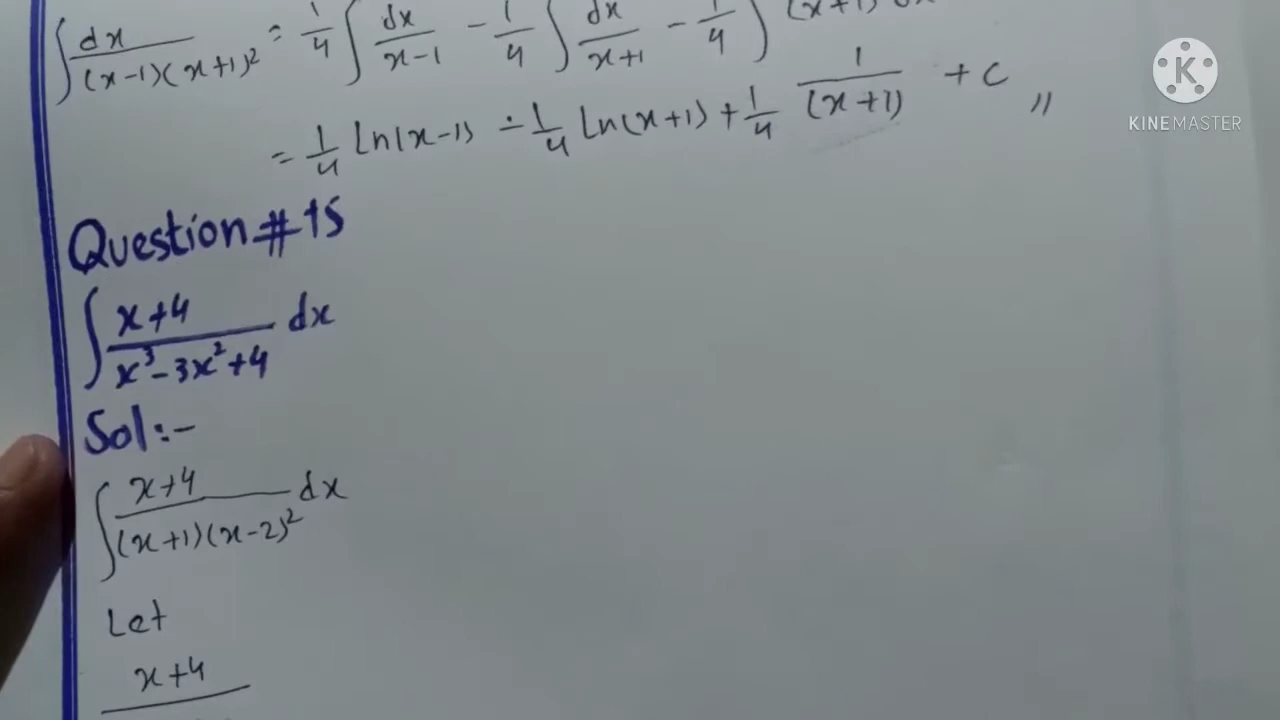 ∫ dx / (x-1)(x+1)² = 1/4 ∫ dx / x-1 - 1/4 ∫ dx / x+1 - 1/4 ∫
= 1/4 ln(x-1) - 1/4 ln(x+1) + 1/4 1 / (x+1) + C //
KINEMASTER
Question # 15
∫ x+4 / x³-3x²+4 dx
Sol:-
∫ x+4 / (x+1)(x-2)² dx
Let
x+4